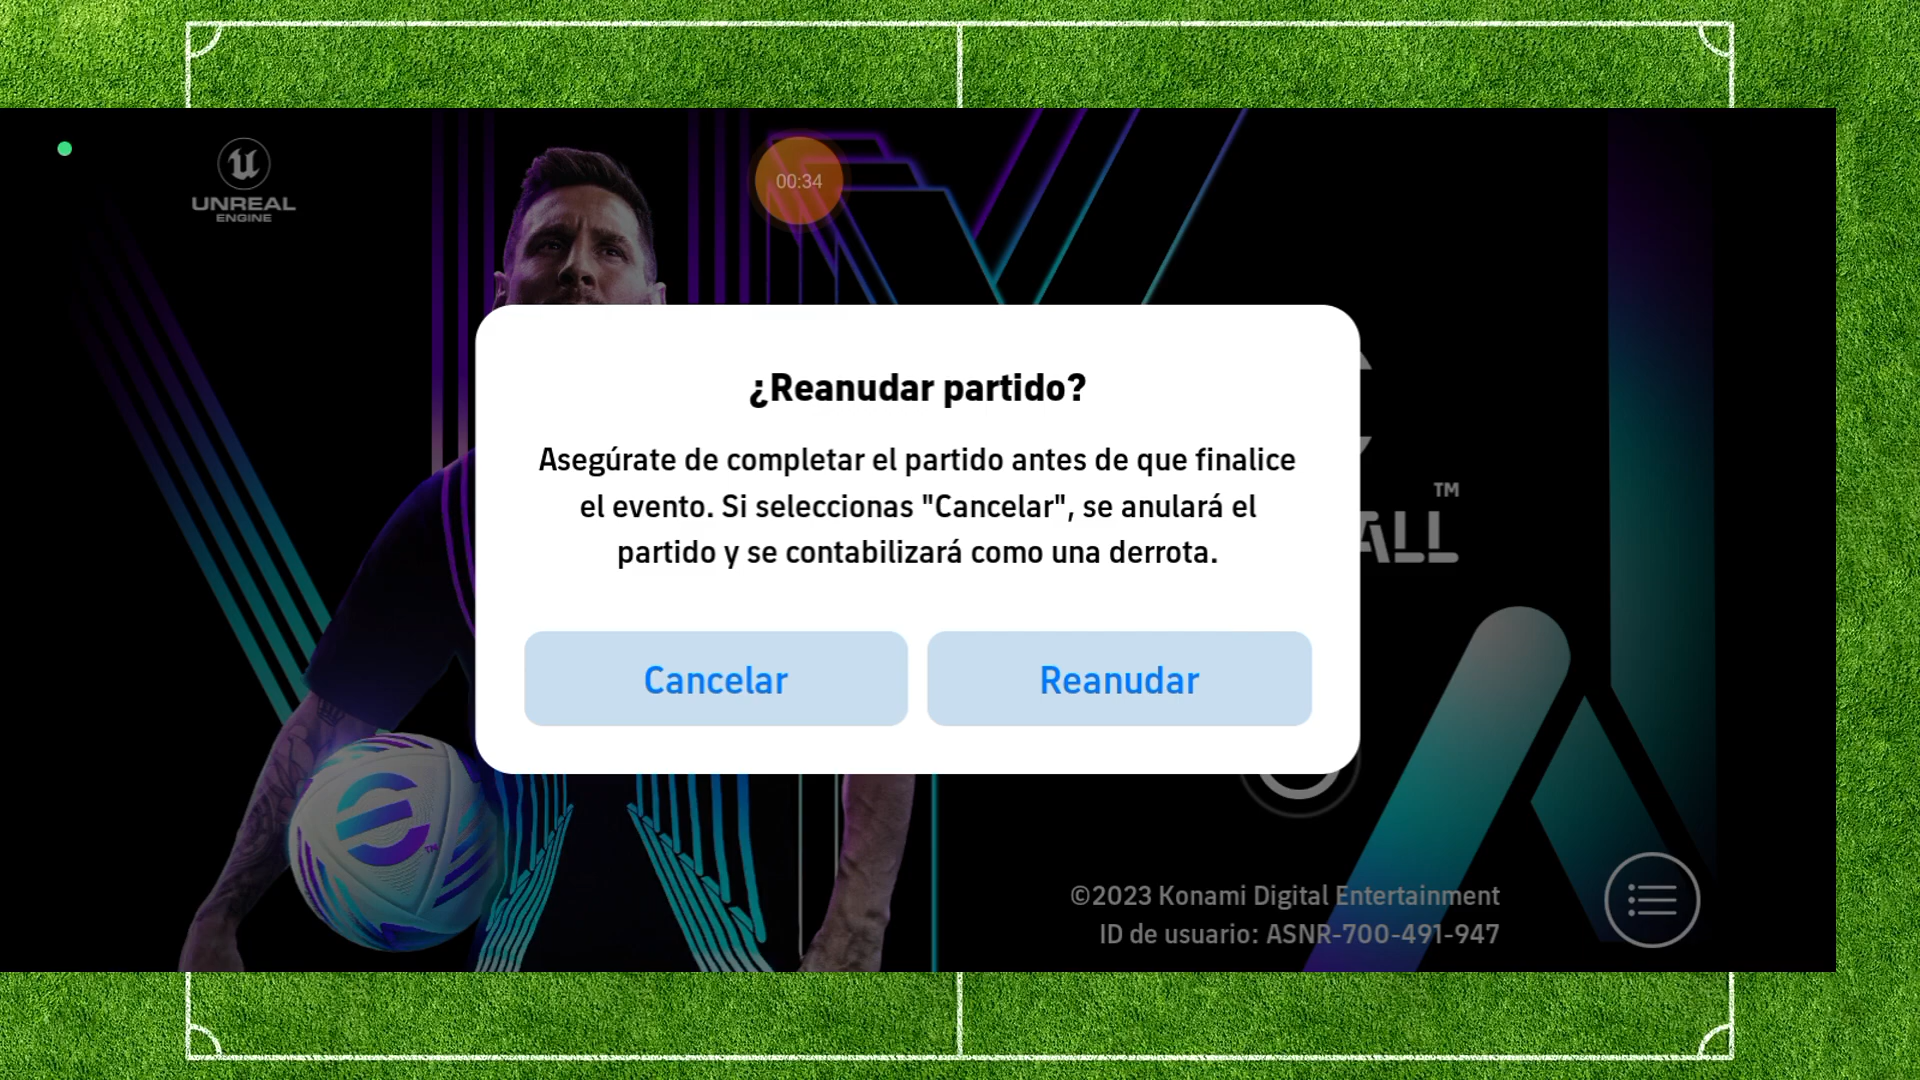 UNREAL
ENGINE
00:34
¿Reanudar partido?
Asegúrate de completar el partido antes de que finalice
el evento. Si seleccionas "Cancelar", se anulará el
partido y se contabilizará como una derrota.
TM
ALL
Cancelar
Reanudar
©2023 Konami Digital Entertainment
ID de usuario: ASNR-700-491-947